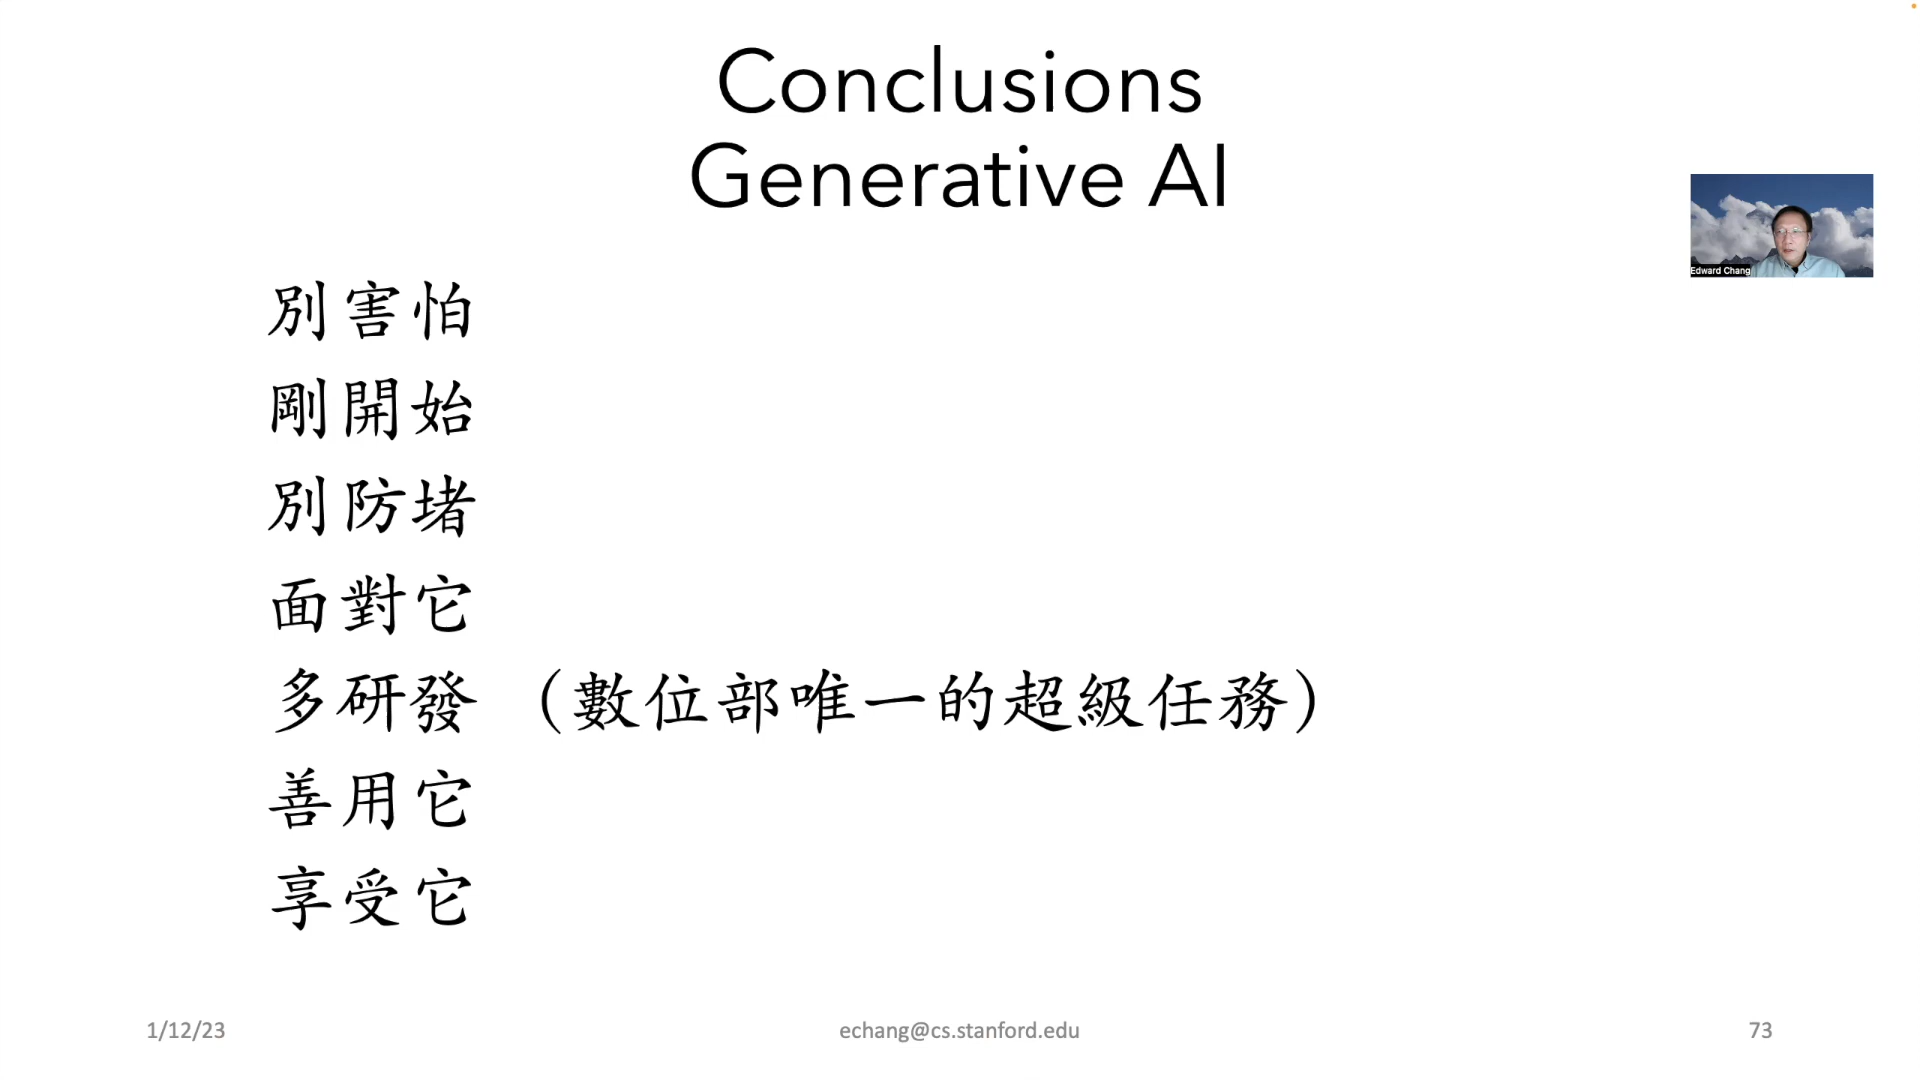 Conclusions
Generative AI
Edward Chang
別害怕
剛開始
別防堵
面對它
多研發 (數位部唯一的超級任務)
善用它
享受它
1/12/23
echang@cs.stanford.edu
73